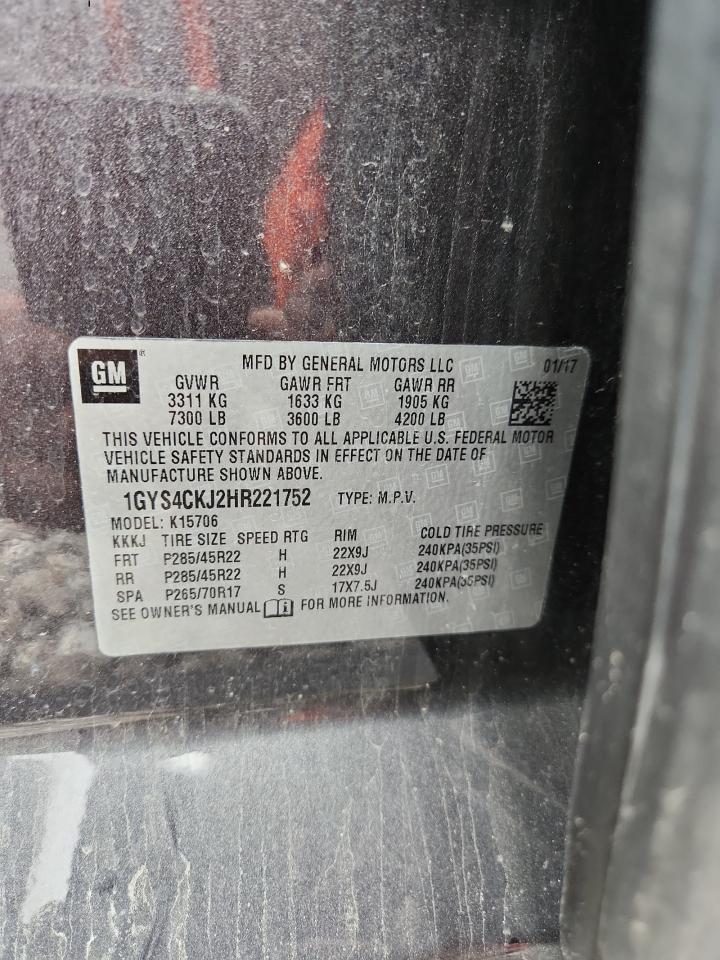 GM
MFD BY GENERAL MOTORS LLC 01/17
GVWR GAWR FRT GAWR RR
3311 KG 1633 KG 1905 KG
7300 LB 3600 LB 4200 LB
THIS VEHICLE CONFORMS TO ALL APPLICABLE U.S. FEDERAL MOTOR
VEHICLE SAFETY STANDARDS IN EFFECT ON THE DATE OF
MANUFACTURE SHOWN ABOVE.
1GYS4CKJ2HR221752 TYPE: M.P.V.
MODEL: K15706
KKKJ TIRE SIZE SPEED RTG RIM COLD TIRE PRESSURE
FRT P285/45R22 H 22X9J 240KPA(35PSI)
RR P285/45R22 H 22X9J 240KPA(35PSI)
SPA P265/70R17 S 17X7.5J 240KPA(35PSI)
SEE OWNER'S MANUAL FOR MORE INFORMATION.